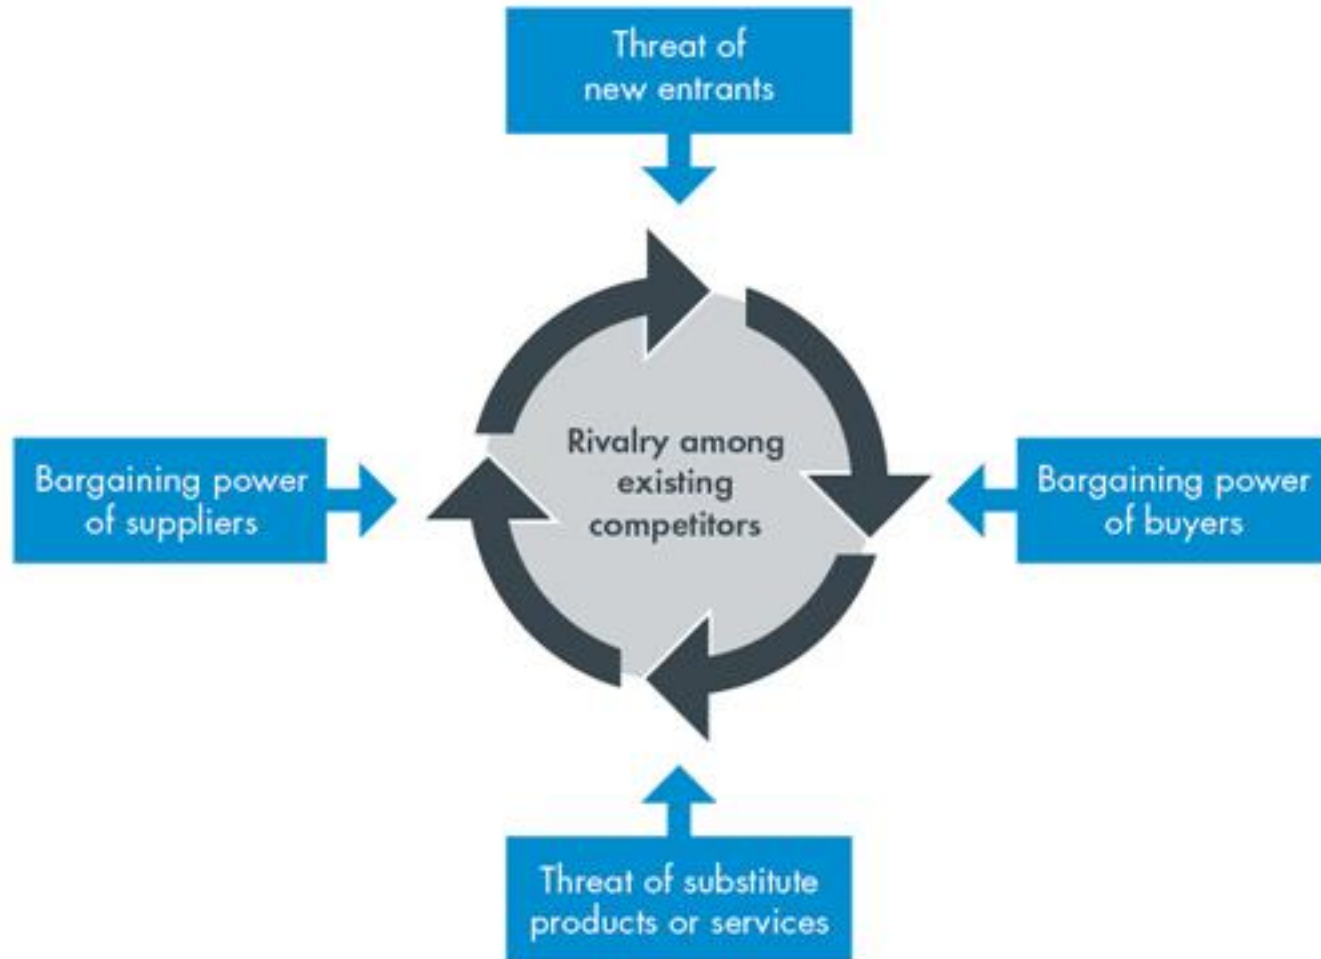 Threat of
new entrants
Bargaining power
of suppliers
Rivalry among
existing
competitors
Bargaining power
of buyers
Threat of substitute
products or services